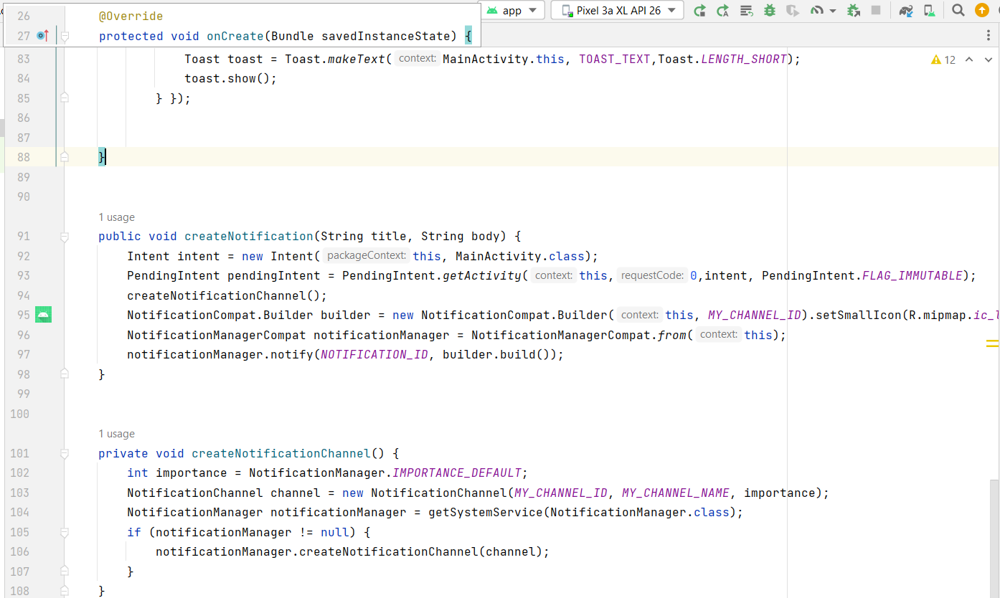 app
Pixel 3a XL API 26
26 @Override
27 protected void onCreate(Bundle savedInstanceState) {
83 Toast toast = Toast.makeText( context: MainActivity.this, TOAST_TEXT,Toast.LENGTH_SHORT);
12
84 toast.show();
85 } });
86
87
88 }
89
90
1 usage
91 public void createNotification(String title, String body) {
92 Intent intent = new Intent( packageContext: this, MainActivity.class);
93 PendingIntent pendingIntent = PendingIntent.getActivity( context: this, requestCode: 0,intent, PendingIntent.FLAG_IMMUTABLE);
94 createNotificationChannel();
95 NotificationCompat.Builder builder = new NotificationCompat.Builder( context: this, MY_CHANNEL_ID).setSmallIcon(R.mipmap.ic_l
96 NotificationManagerCompat notificationManager = NotificationManagerCompat.from( context: this);
97 notificationManager.notify(NOTIFICATION_ID, builder.build());
98 }
99
100
1 usage
101 private void createNotificationChannel() {
102 int importance = NotificationManager.IMPORTANCE_DEFAULT;
103 NotificationChannel channel = new NotificationChannel(MY_CHANNEL_ID, MY_CHANNEL_NAME, importance);
104 NotificationManager notificationManager = getSystemService(NotificationManager.class);
105 if (notificationManager != null) {
106 notificationManager.createNotificationChannel(channel);
107 }
108 }